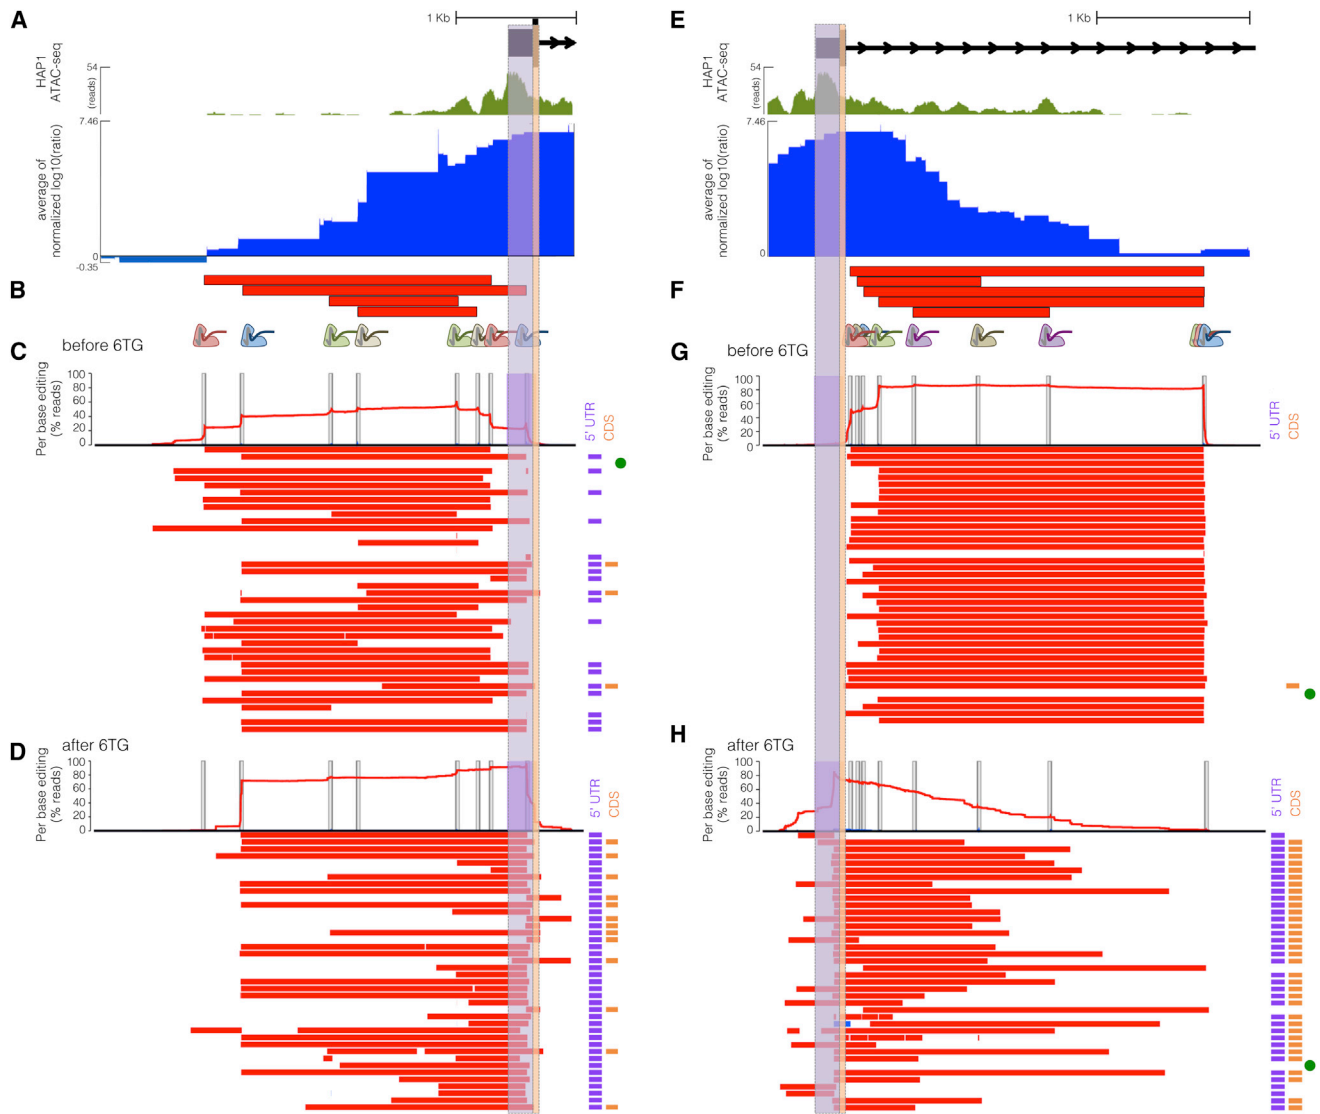 A
1 Kb
HAP1
ATAC-seq
54
(reads)
7.46
average of
normalized log10(ratio)
0
-0.35
B
C
before 6TG
Per base editing
(% reads)
100
80
60
40
20
0
5' UTR
CDS
D
after 6TG
Per base editing
(% reads)
100
80
60
40
20
0
5' UTR
CDS
E
1 Kb
HAP1
ATAC-seq
54
(reads)
7.46
average of
normalized log10(ratio)
0
F
G
before 6TG
Per base editing
(% reads)
100
80
60
40
20
0
5' UTR
CDS
H
after 6TG
Per base editing
(% reads)
100
80
60
40
20
0
5' UTR
CDS